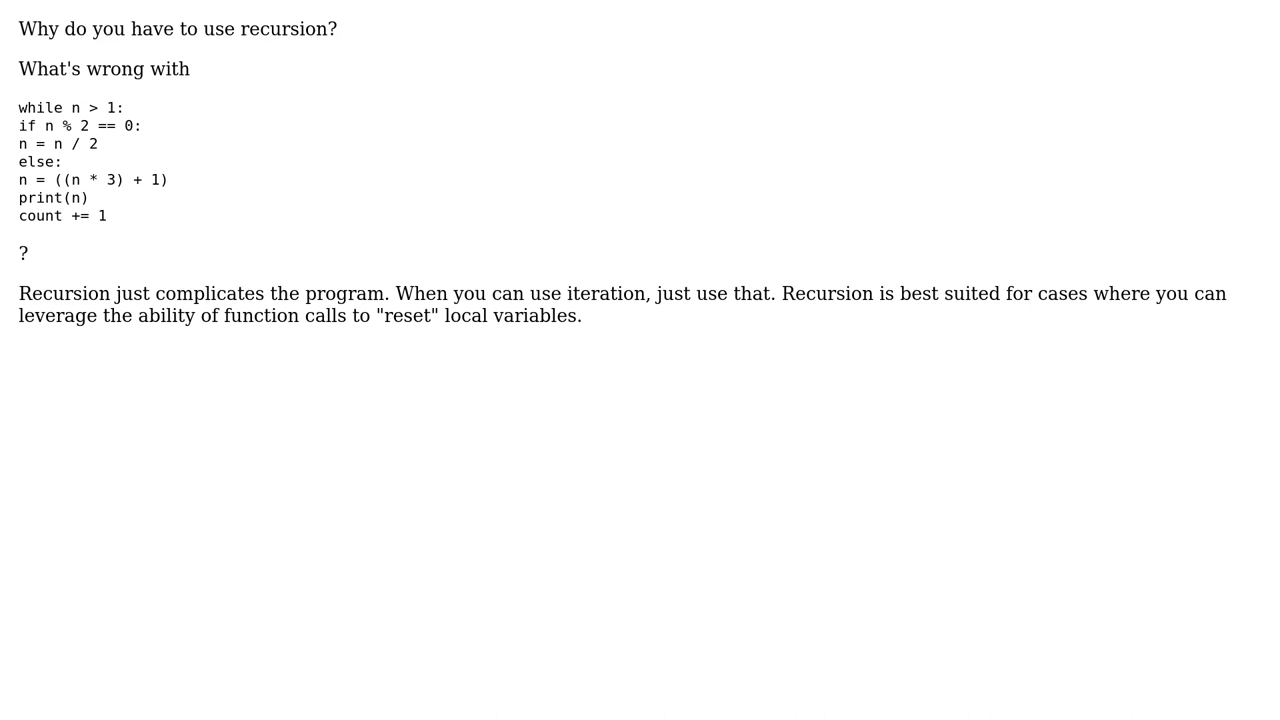 Why do you have to use recursion?
What's wrong with
while n > 1:
if n % 2 == 0:
n = n / 2
else:
n = ((n * 3) + 1)
print(n)
count += 1
?
Recursion just complicates the program. When you can use iteration, just use that. Recursion is best suited for cases where you can
leverage the ability of function calls to "reset" local variables.